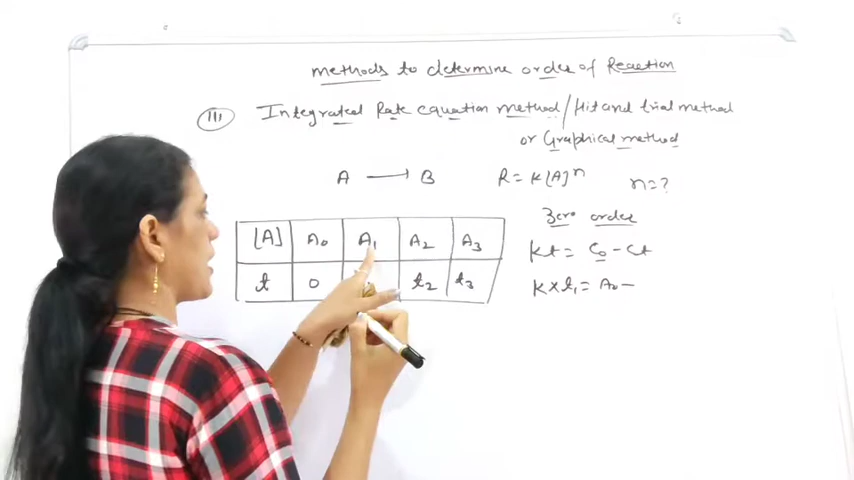 methods to determine order of Reaction
III Integrated Rate equation method/Hit and trial method
or Graphical method
A → B R = K[A]ⁿ n=?
Zero order
[A] A₀ A₁ A₂ A₃
t 0 t₂ t₃
Kt = C₀ - Ct
K×t₁ = A₀ -